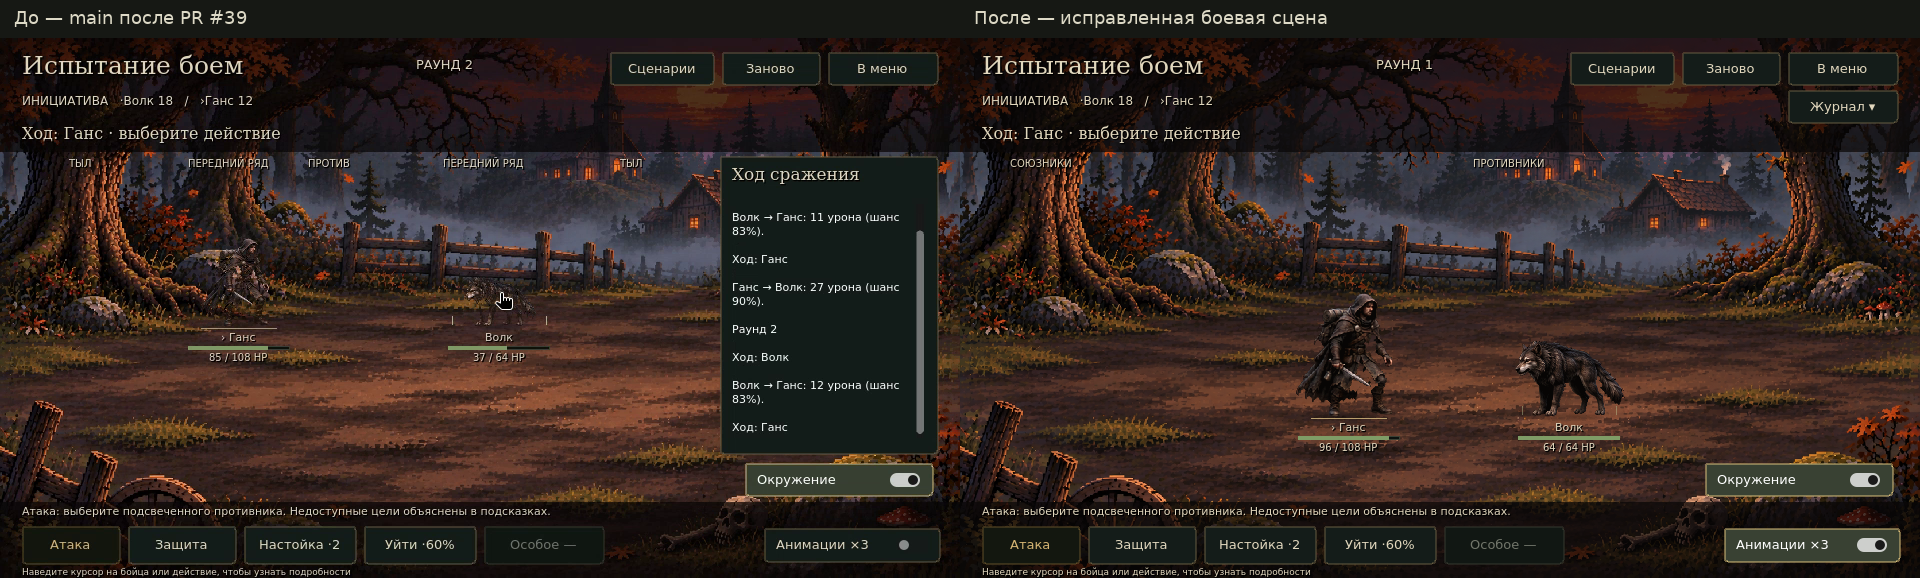 До — main после PR #39
Испытание боем
РАУНД 2
Сценарии
Заново
В меню
ИНИЦИАТИВА ·Волк 18 / ›Ганс 12
Ход: Ганс · выберите действие
ТЫЛ
ПЕРЕДНИЙ РЯД
ПРОТИВ
ПЕРЕДНИЙ РЯД
ТЫЛ
Ход сражения
Волк → Ганс: 11 урона (шанс
83%).
Ход: Ганс
Ганс → Волк: 27 урона (шанс
90%).
Раунд 2
Ход: Волк
Волк → Ганс: 12 урона (шанс
83%).
Ход: Ганс
› Ганс
85 / 108 HP
Волк
37 / 64 HP
Окружение
Атака: выберите подсвеченного противника. Недоступные цели объяснены в подсказках.
Атака
Защита
Настойка ·2
Уйти ·60%
Особое —
Анимации ×3
Наведите курсор на бойца или действие, чтобы узнать подробности
После — исправленная боевая сцена
Испытание боем
РАУНД 1
Сценарии
Заново
В меню
ИНИЦИАТИВА ·Волк 18 / ›Ганс 12
Журнал ▾
Ход: Ганс · выберите действие
СОЮЗНИКИ
ПРОТИВНИКИ
› Ганс
96 / 108 HP
Волк
64 / 64 HP
Окружение
Атака: выберите подсвеченного противника. Недоступные цели объяснены в подсказках.
Атака
Защита
Настойка ·2
Уйти ·60%
Особое —
Анимации ×3
Наведите курсор на бойца или действие, чтобы узнать подробности